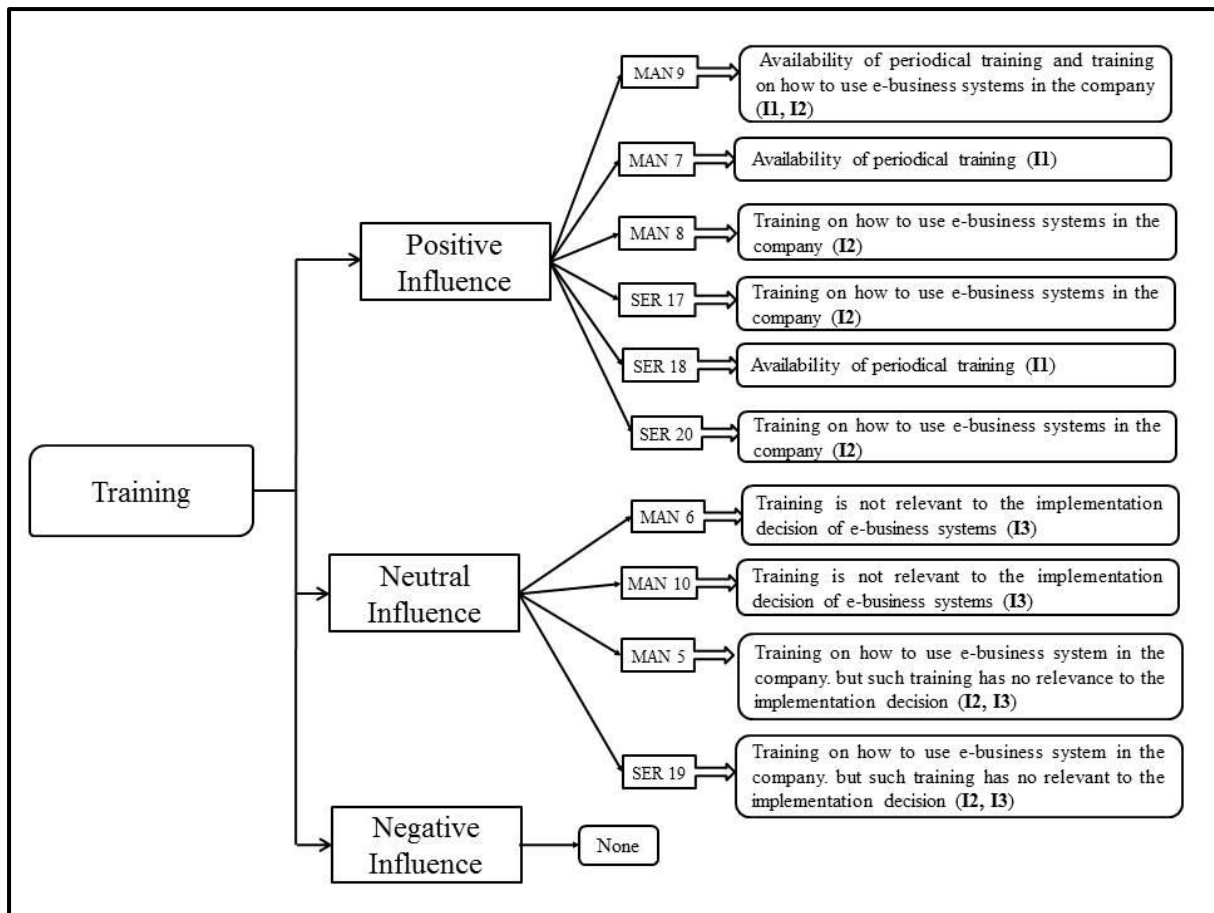 Training
Positive
Influence
MAN 9
Availability of periodical training and training
on how to use e-business systems in the company
(I1, I2)
MAN 7
Availability of periodical training (I1)
MAN 8
Training on how to use e-business systems in the
company (I2)
SER 17
Training on how to use e-business systems in the
company (I2)
SER 18
Availability of periodical training (I1)
SER 20
Training on how to use e-business systems in the
company (I2)
Neutral
Influence
MAN 6
Training is not relevant to the implementation
decision of e-business systems (I3)
MAN 10
Training is not relevant to the implementation
decision of e-business systems (I3)
MAN 5
Training on how to use e-business system in the
company. but such training has no relevance to the
implementation decision (I2, I3)
SER 19
Training on how to use e-business system in the
company. but such training has no relevant to the
implementation decision (I2, I3)
Negative
Influence
None